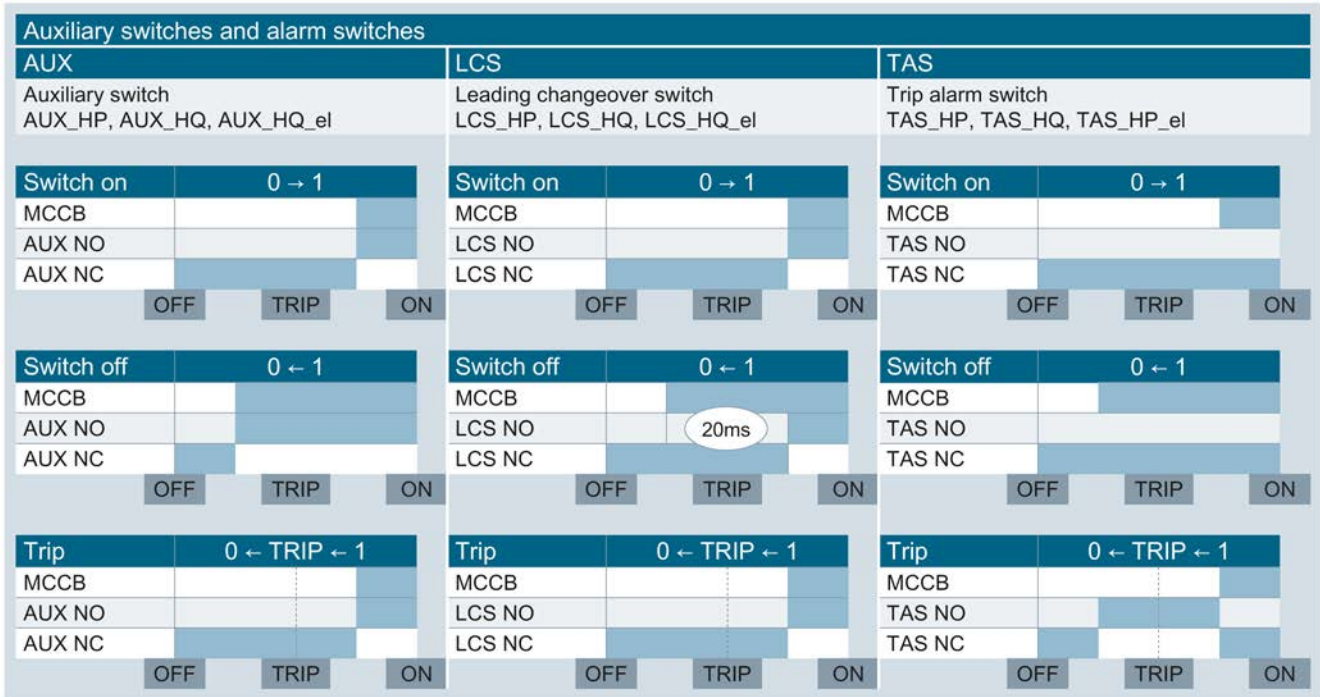 Auxiliary switches and alarm switches
AUX
Auxiliary switch
AUX_HP, AUX_HQ, AUX_HQ_el
Switch on 0 → 1
MCCB
AUX NO
AUX NC
OFF TRIP ON
Switch off 0 ← 1
MCCB
AUX NO
AUX NC
OFF TRIP ON
Trip 0 ← TRIP ← 1
MCCB
AUX NO
AUX NC
OFF TRIP ON
LCS
Leading changeover switch
LCS_HP, LCS_HQ, LCS_HQ_el
Switch on 0 → 1
MCCB
LCS NO
LCS NC
OFF TRIP ON
Switch off 0 ← 1
MCCB
LCS NO 20ms
LCS NC
OFF TRIP ON
Trip 0 ← TRIP ← 1
MCCB
LCS NO
LCS NC
OFF TRIP ON
TAS
Trip alarm switch
TAS_HP, TAS_HQ, TAS_HP_el
Switch on 0 → 1
MCCB
TAS NO
TAS NC
OFF TRIP ON
Switch off 0 ← 1
MCCB
TAS NO
TAS NC
OFF TRIP ON
Trip 0 ← TRIP ← 1
MCCB
TAS NO
TAS NC
OFF TRIP ON